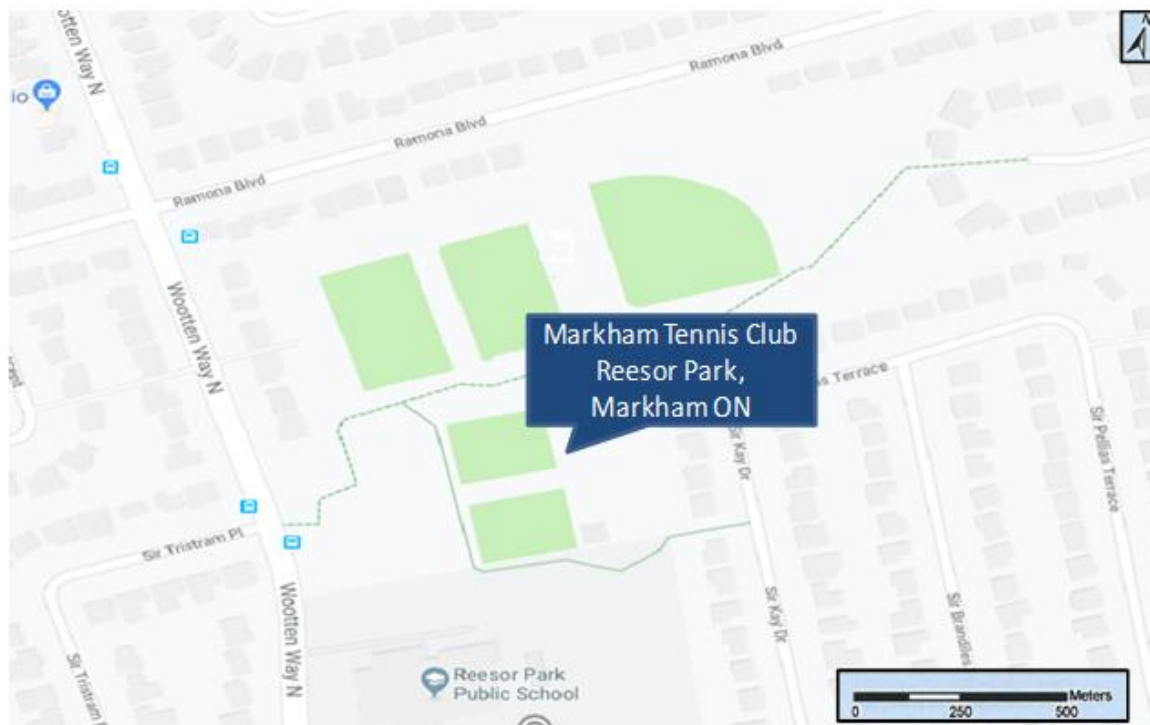 Wootten Way N
io
Ramona Blvd
Ramona Blvd
Ramona Blvd
Wootten Way N
Markham Tennis Club
Reesor Park,
Markham ON
Terrace
Sir Kay Dr
Sir Pellias Terrace
Sir Tristram Pl
Wootten Way N
Sir Kay Dr
Sir Tristram
Reesor Park
Public School
Meters
0 250 500